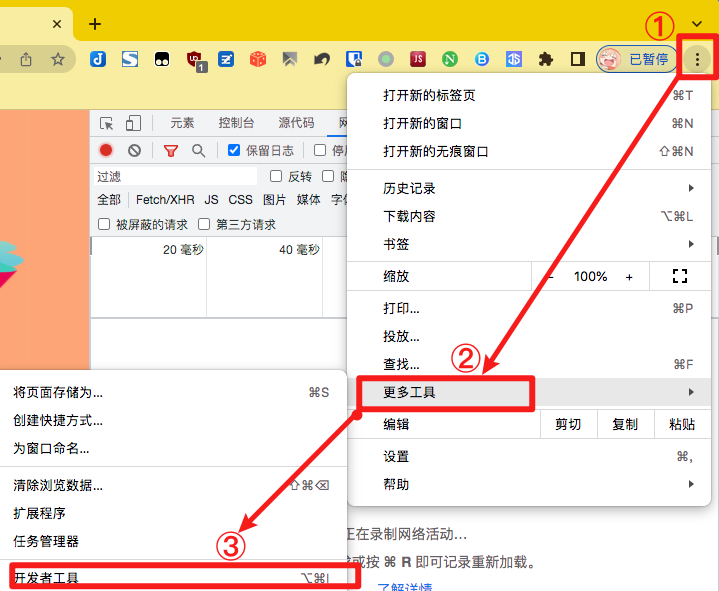 ①
1
JS
已暂停
打开新的标签页 ⌘T
打开新的窗口 ⌘N
打开新的无痕窗口 ⇧⌘N
历史记录
下载内容 ⌥⌘L
书签
缩放 - 100% +
打印... ⌘P
投放...
②
查找... ⌘F
更多工具
编辑 剪切 复制 粘贴
设置 ⌘,
帮助
元素 控制台 源代码
保留日志
过滤 反转
全部 Fetch/XHR JS CSS 图片 媒体
被屏蔽的请求 第三方请求
20 毫秒 40 毫秒
将页面存储为... ⌘S
创建快捷方式...
为窗口命名...
清除浏览数据... ⇧⌘⌫
扩展程序
任务管理器
③
开发者工具 ⌥⌘I
正在录制网络活动…
或按 ⌘ R 即可记录重新加载。
了解详情